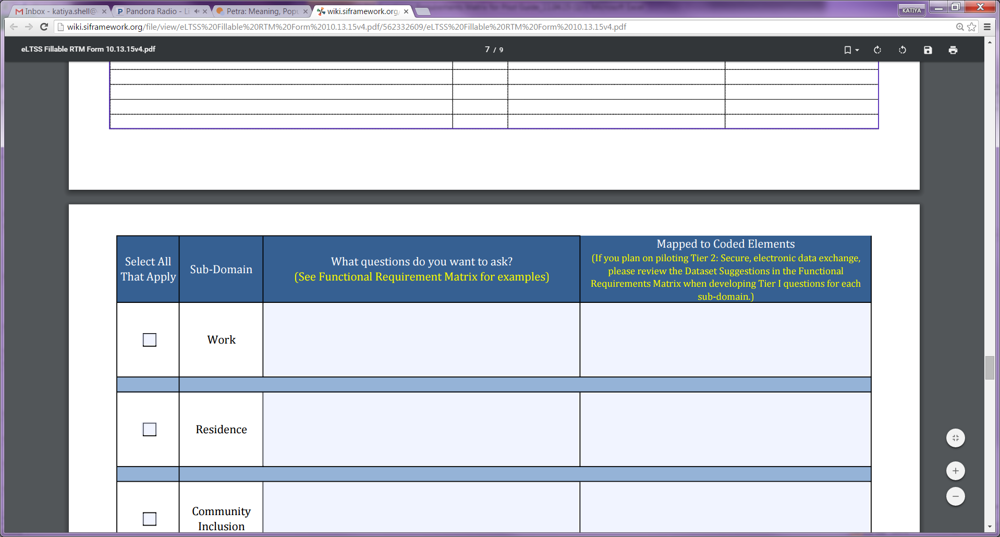 Inbox - katiya.shell@
Pandora Radio - Li
Petra: Meaning, Popu
wiki.siframework.org/
KATIYA
wiki.siframework.org/file/view/eLTSS%20Fillable%20RTM%20Form%2010.13.15v4.pdf/562332609/eLTSS%20Fillable%20RTM%20Form%2010.13.15v4.pdf
eLTSS Fillable RTM Form 10.13.15v4.pdf
7 / 9
Select All
That Apply
Sub-Domain
What questions do you want to ask?
(See Functional Requirement Matrix for examples)
Mapped to Coded Elements
(If you plan on piloting Tier 2: Secure, electronic data exchange,
please review the Dataset Suggestions in the Functional
Requirements Matrix when developing Tier I questions for each
sub-domain.)
Work
Residence
Community
Inclusion